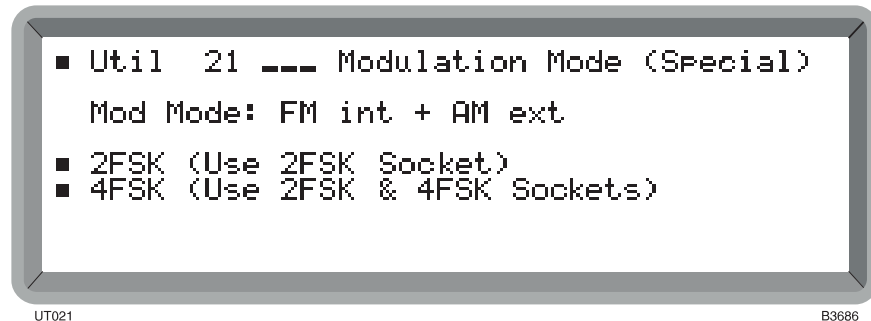 ■ Util 21 ___ Modulation Mode (Special)
Mod Mode: FM int + AM ext
■ 2FSK (Use 2FSK Socket)
■ 4FSK (Use 2FSK & 4FSK Sockets)
UT021 B3686